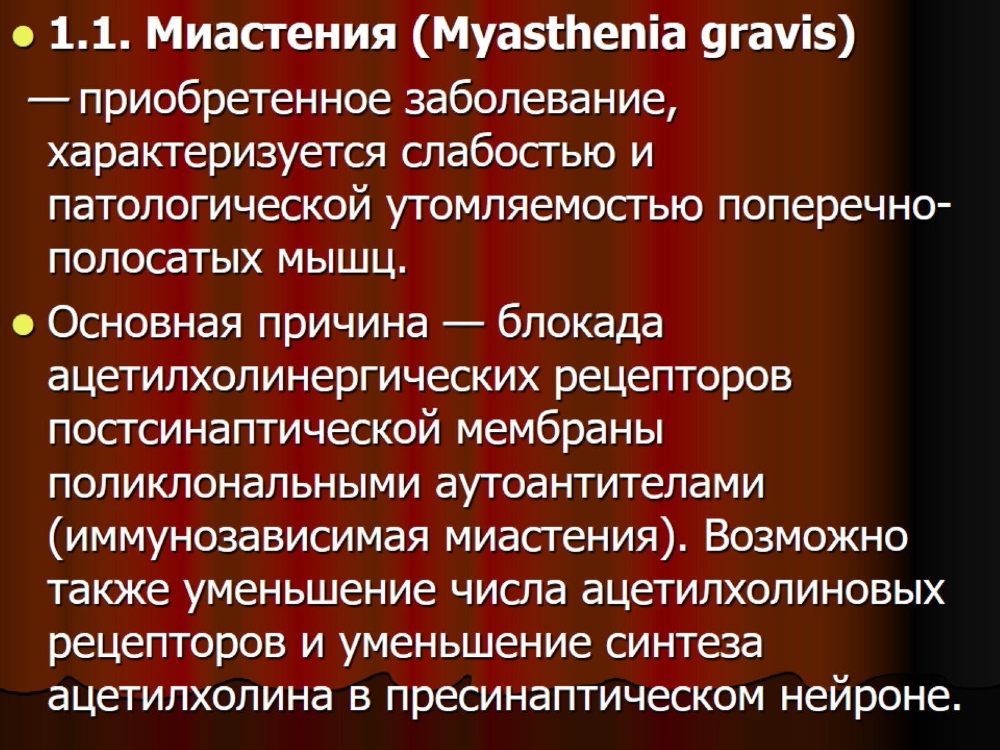 • 1.1. Миастения (Myasthenia gravis)
— приобретенное заболевание,
характеризуется слабостью и
патологической утомляемостью поперечно-
полосатых мышц.
• Основная причина — блокада
ацетилхолинергических рецепторов
постсинаптической мембраны
поликлональными аутоантителами
(иммунозависимая миастения). Возможно
также уменьшение числа ацетилхолиновых
рецепторов и уменьшение синтеза
ацетилхолина в пресинаптическом нейроне.